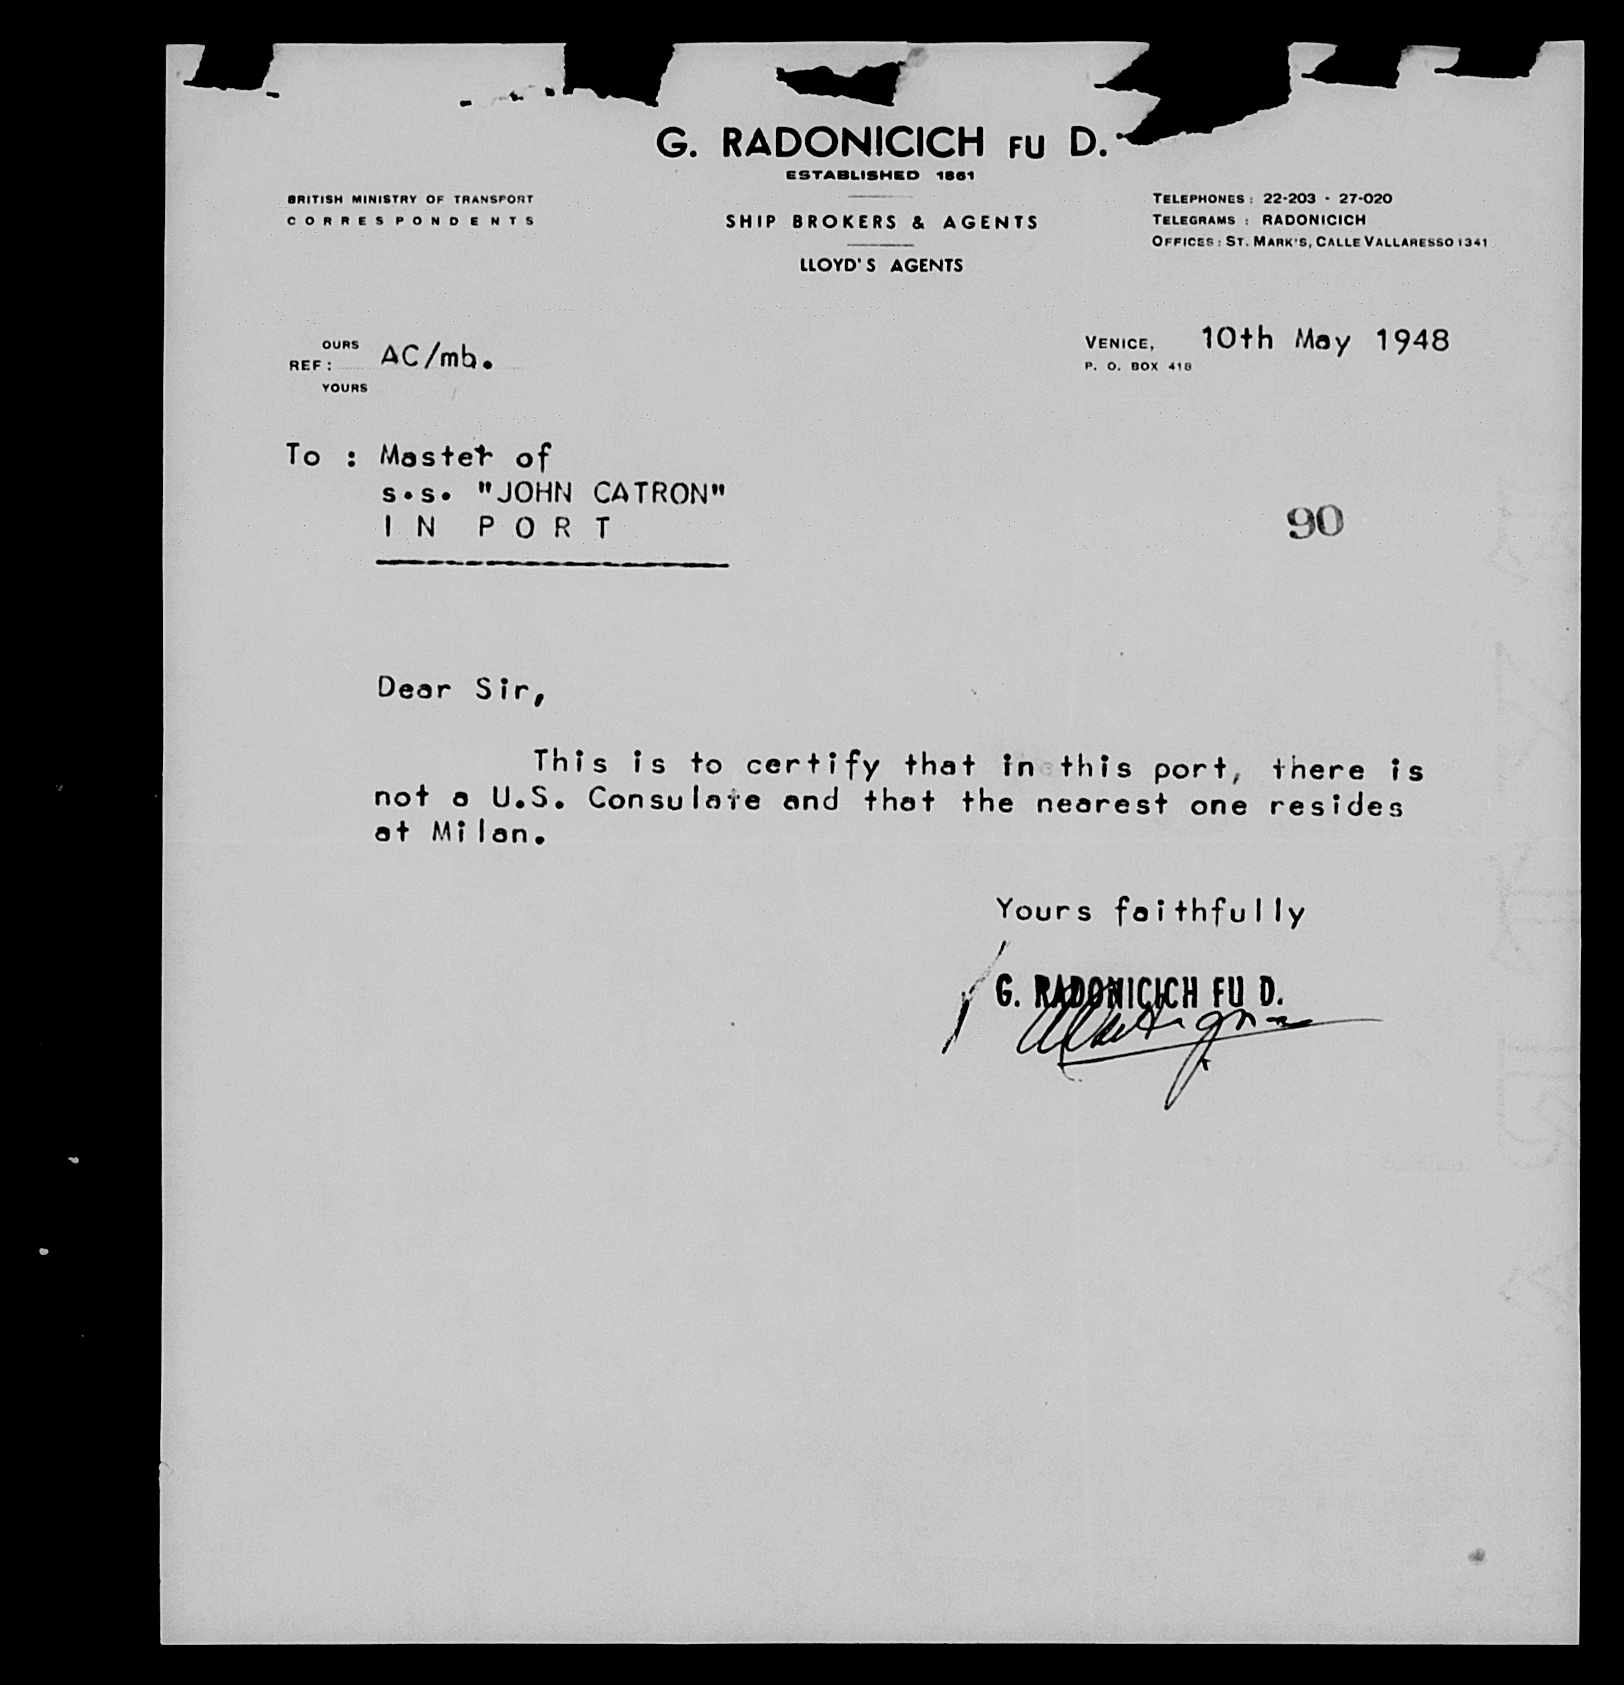 G. RADONICICH FU D.
ESTABLISHED 1861
BRITISH MINISTRY OF TRANSPORT
CORRESPONDENTS
SHIP BROKERS & AGENTS
LLOYD'S AGENTS
TELEPHONES: 22-203 - 27-020
TELEGRAMS : RADONICICH
OFFICES: ST. MARK'S, CALLE VALLARESSO 1341
OURS
REF: AC/mb.
YOURS
VENICE, 10th May 1948
P. O. BOX 418
To : Master of
s.s. "JOHN CATRON"
IN PORT
90
Dear Sir,
This is to certify that in this port, there is
not a U.S. Consulate and that the nearest one resides
at Milan.
Yours faithfully
G. RADONICICH FU D.